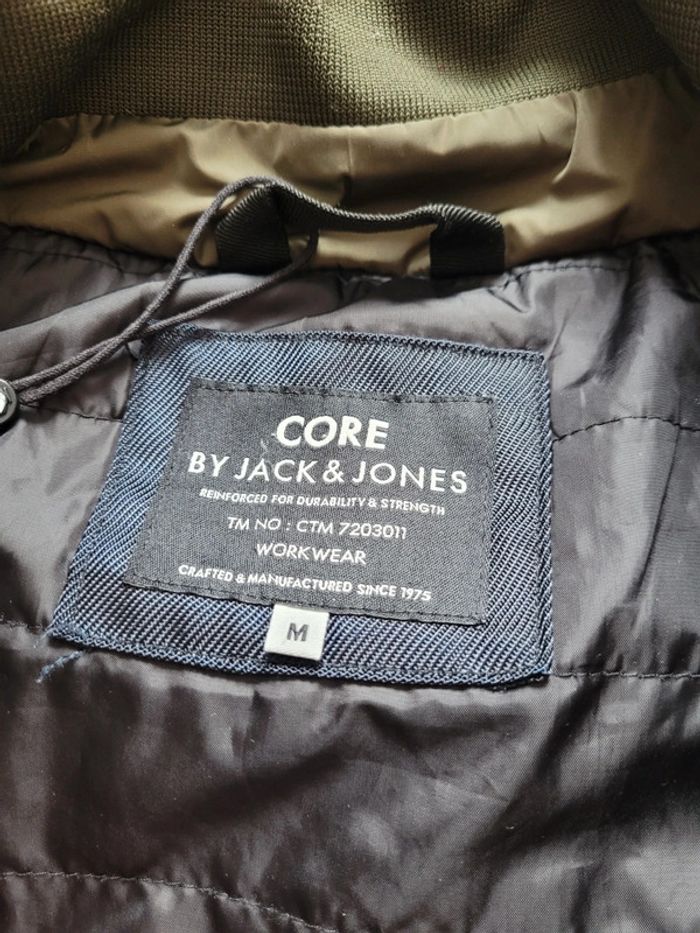 CORE
BY JACK & JONES
REINFORCED FOR DURABILITY & STRENGTH
TM NO : CTM 7203011
WORKWEAR
CRAFTED & MANUFACTURED SINCE 1975
M